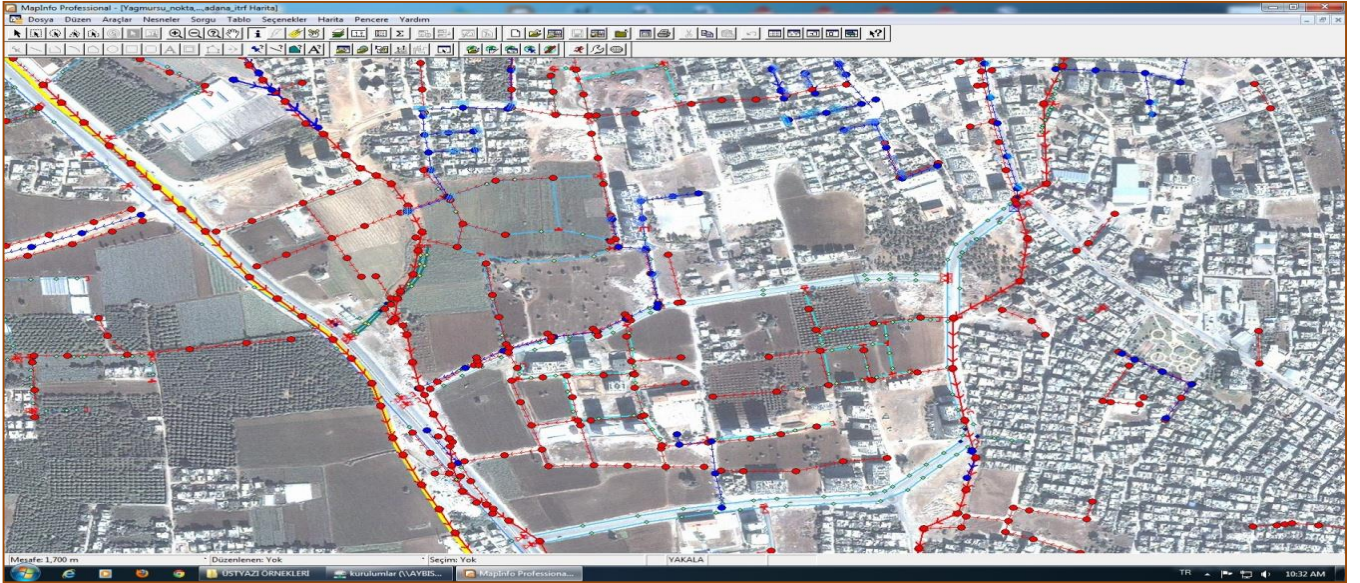 MapInfo Professional - [Yagmursu_nokta,...,adana_itrf Harita]
Dosya Düzen Araçlar Nesneler Sorgu Tablo Seçenekler Harita Pencere Yardım
Mesafe: 1,700 m Düzenlenen: Yok Seçim: Yok YAKALA
ÜSTYAZI ÖRNEKLERİ kurulumlar (\\AYBIS... MapInfo Professiona... TR 10:32 AM